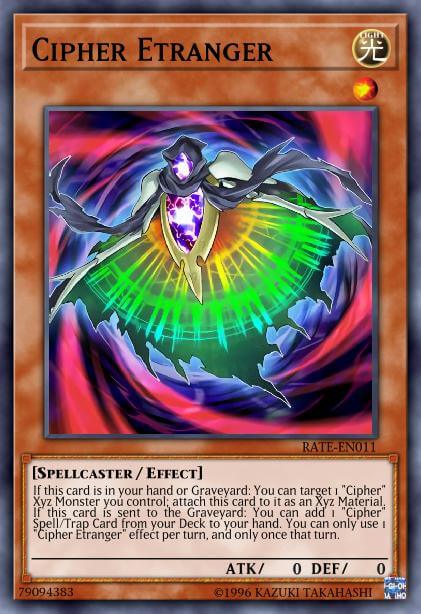 Cipher Etranger
LIGHT
光
RATE-EN011
[Spellcaster / Effect]
If this card is in your hand or Graveyard: You can target 1 "Cipher"
Xyz Monster you control; attach this card to it as an Xyz Material.
If this card is sent to the Graveyard: You can add 1 "Cipher"
Spell/Trap Card from your Deck to your hand. You can only use 1
"Cipher Etranger" effect per turn, and only once that turn.
ATK/ 0 DEF/ 0
79094383
©1996 KAZUKI TAKAHASHI